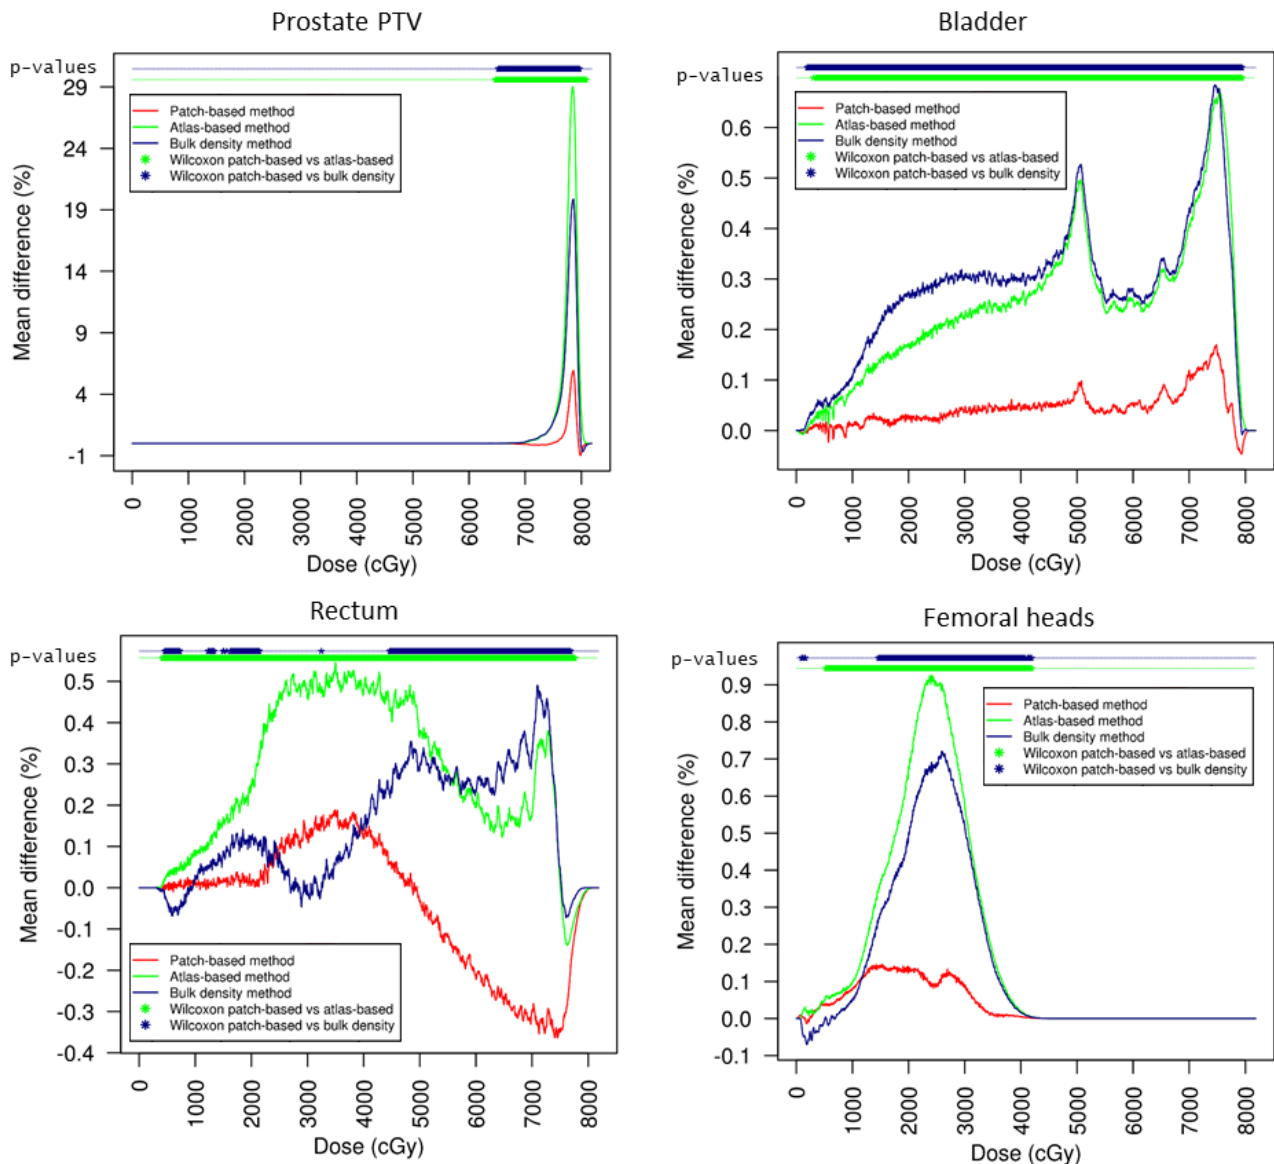 Prostate PTV
p-values
29
24
19
14
9
4
-1
Mean difference (%)
Patch-based method
Atlas-based method
Bulk density method
Wilcoxon patch-based vs atlas-based
Wilcoxon patch-based vs bulk density
0
1000
2000
3000
4000
5000
6000
7000
8000
Dose (cGy)
Bladder
p-values
0.6
0.5
0.4
0.3
0.2
0.1
0.0
Mean difference (%)
Patch-based method
Atlas-based method
Bulk density method
Wilcoxon patch-based vs atlas-based
Wilcoxon patch-based vs bulk density
0
1000
2000
3000
4000
5000
6000
7000
8000
Dose (cGy)
Rectum
p-values
0.5
0.4
0.3
0.2
0.1
0.0
-0.1
-0.2
-0.3
-0.4
Mean difference (%)
Patch-based method
Atlas-based method
Bulk density method
Wilcoxon patch-based vs atlas-based
Wilcoxon patch-based vs bulk density
0
1000
2000
3000
4000
5000
6000
7000
8000
Dose (cGy)
Femoral heads
p-values
0.9
0.8
0.7
0.6
0.5
0.4
0.3
0.2
0.1
0.0
-0.1
Mean difference (%)
Patch-based method
Atlas-based method
Bulk density method
Wilcoxon patch-based vs atlas-based
Wilcoxon patch-based vs bulk density
0
1000
2000
3000
4000
5000
6000
7000
8000
Dose (cGy)